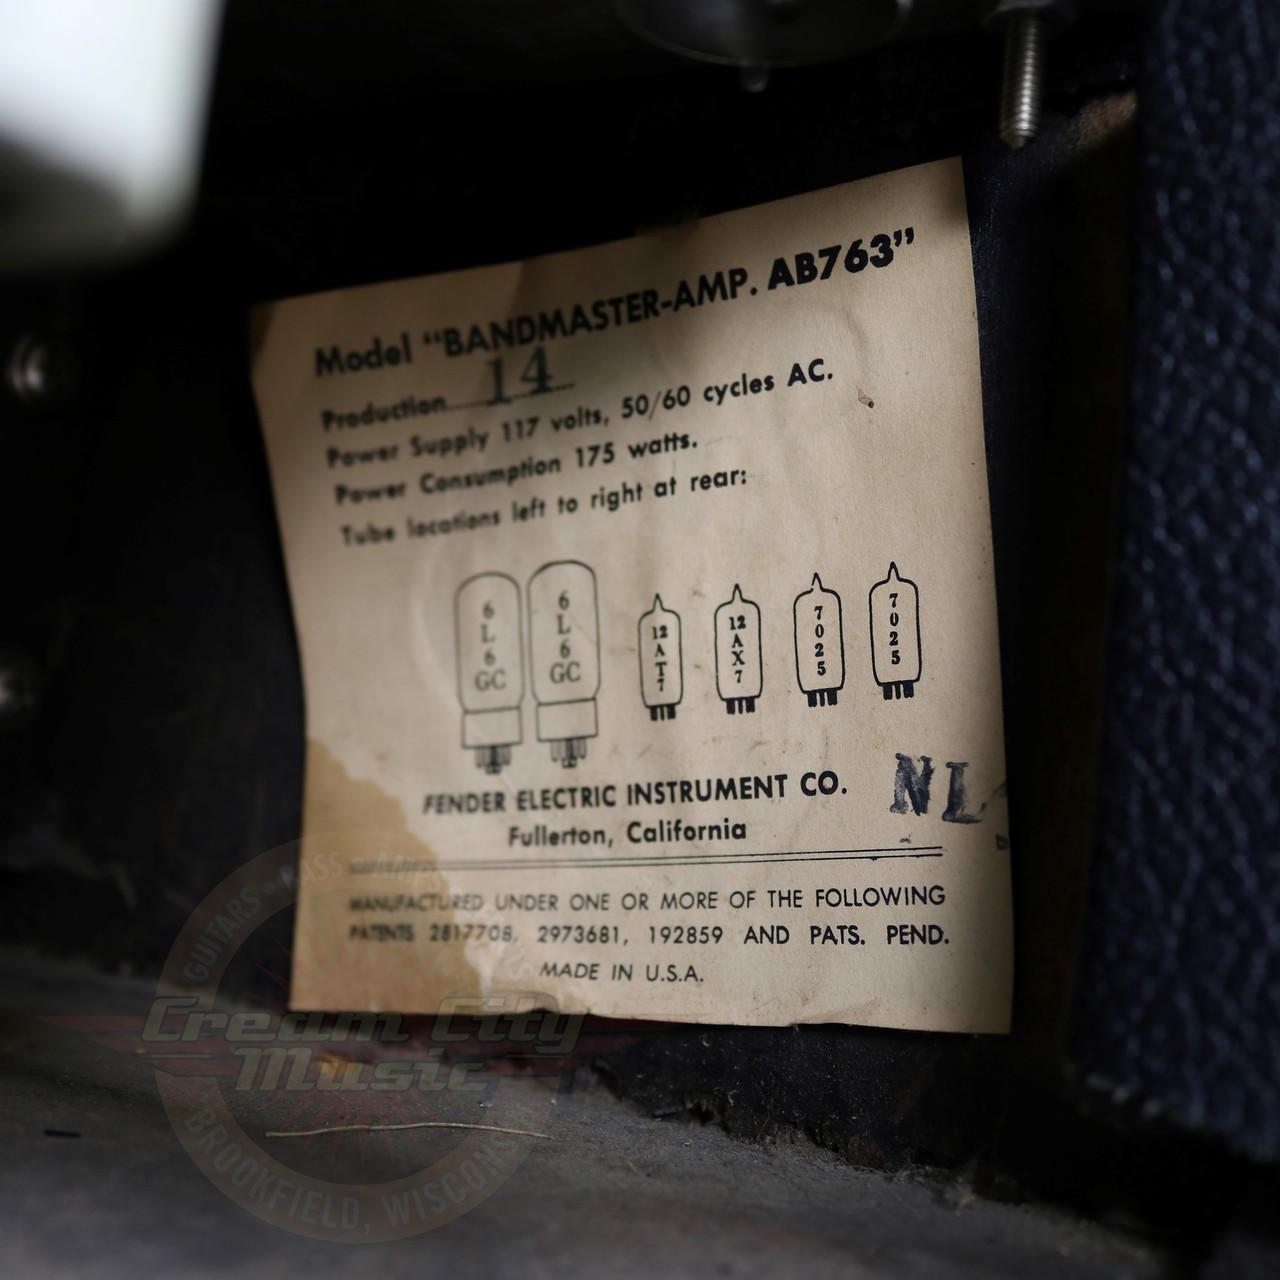 Model “BANDMASTER-AMP. AB763”
Production 14
Power Supply 117 volts, 50/60 cycles AC.
Power Consumption 175 watts.
Tube locations left to right at rear:
6L6GC 6L6GC 12AT7 12AX7 7025 7025
NL
FENDER ELECTRIC INSTRUMENT CO.
Fullerton, California
MANUFACTURED UNDER ONE OR MORE OF THE FOLLOWING
PATENTS 2817708, 2973681, 192859 AND PATS. PEND.
MADE IN U.S.A.
GUITARS • BASS
Cream City
Music
BROOKFIELD, WISCONSIN